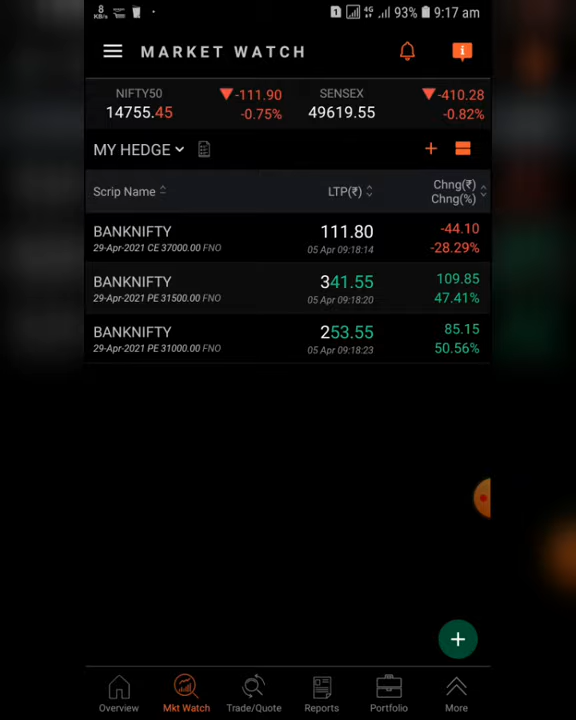 8 KB/s 1 4G 93% 9:17 am
MARKET WATCH
NIFTY50 -111.90 SENSEX -410.28
14755.45 -0.75% 49619.55 -0.82%
MY HEDGE
Scrip Name LTP(₹) Chng(₹)
Chng(%)
BANKNIFTY 111.80 -44.10
29-Apr-2021 CE 37000.00 FNO 05 Apr 09:18:14 -28.29%
BANKNIFTY 341.55 109.85
29-Apr-2021 PE 31500.00 FNO 05 Apr 09:18:20 47.41%
BANKNIFTY 253.55 85.15
29-Apr-2021 PE 31000.00 FNO 05 Apr 09:18:23 50.56%
Overview Mkt Watch Trade/Quote Reports Portfolio More